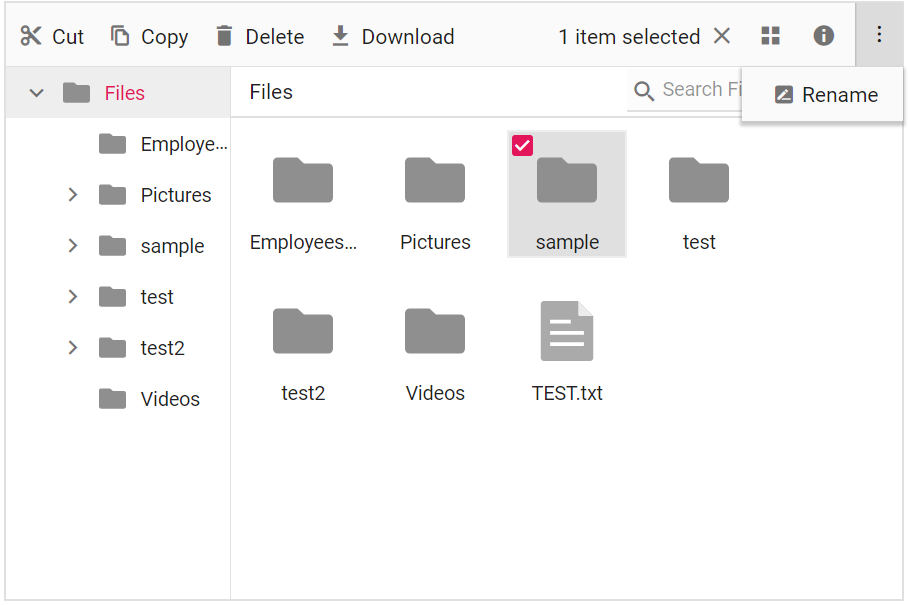 Cut Copy Delete Download 1 item selected
Rename
Files
Employe...
Pictures
sample
test
test2
Videos
Files
Search Fi
Employees... Pictures sample test
test2 Videos TEST.txt